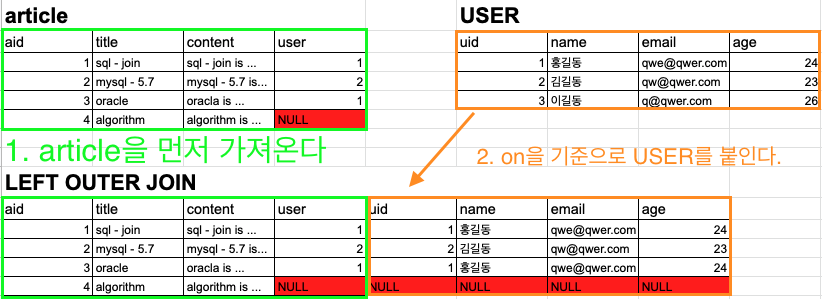 article USER
aid title content user uid name email age
1 sql - join sql - join is ... 1 1 홍길동 qwe@qwer.com 24
2 mysql - 5.7 mysql - 5.7 is... 2 2 김길동 qw@qwer.com 23
3 oracle oracla is ... 1 3 이길동 q@qwer.com 26
4 algorithm algorithm is ... NULL
1. article을 먼저 가져온다
2. on을 기준으로 USER를 붙인다.
LEFT OUTER JOIN
aid title content user uid name email age
1 sql - join sql - join is ... 1 1 홍길동 qwe@qwer.com 24
2 mysql - 5.7 mysql - 5.7 is... 2 2 김길동 qw@qwer.com 23
3 oracle oracla is ... 1 1 홍길동 qwe@qwer.com 24
4 algorithm algorithm is ... NULL NULL NULL NULL NULL